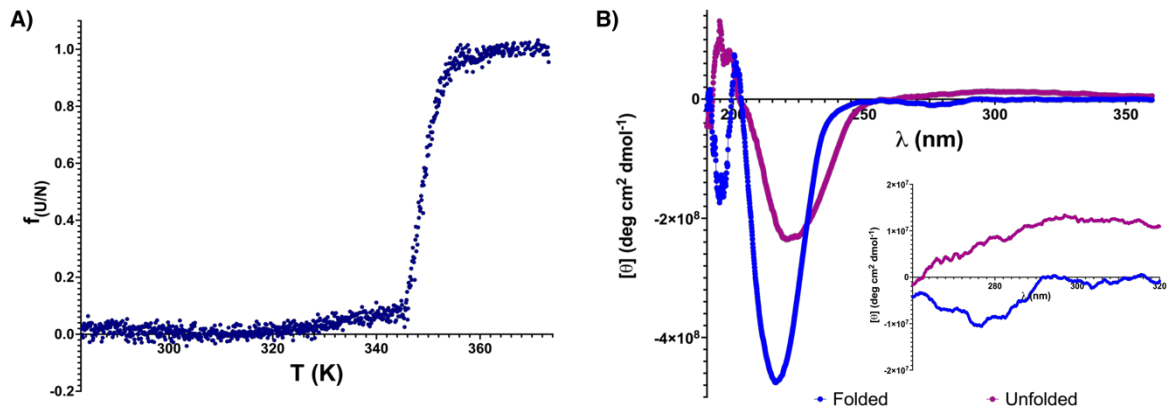 A)
1.0
0.8
0.6
0.4
0.2
0.0
-0.2
f(U/N)
300
320
340
360
T (K)
B)
0
-2×10⁸
-4×10⁸
[θ] (deg cm² dmol⁻¹)
200
250
300
350
λ (nm)
2×10⁷
1×10⁷
0
-1×10⁷
-2×10⁷
[θ] (deg cm² dmol⁻¹)
280
300
320
λ (nm)
Folded
Unfolded